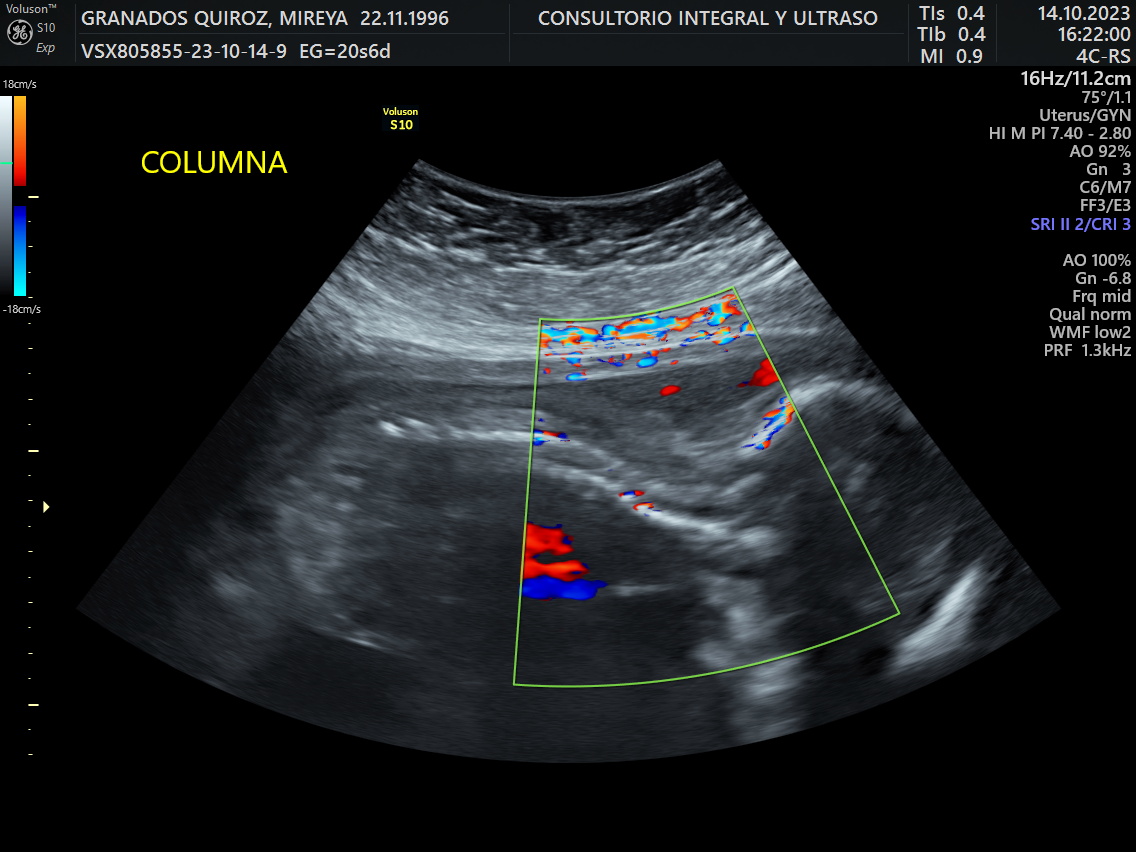 Voluson™
S10
Exp
GRANADOS QUIROZ, MIREYA 22.11.1996
VSX805855-23-10-14-9 EG=20s6d
CONSULTORIO INTEGRAL Y ULTRASO
TIs 0.4
TIb 0.4
MI 0.9
14.10.2023
16:22:00
4C-RS
16Hz/11.2cm
75°/1.1
Uterus/GYN
HI M PI 7.40 - 2.80
AO 92%
Gn 3
C6/M7
FF3/E3
SRI II 2/CRI 3
AO 100%
Gn -6.8
Frq mid
Qual norm
WMF low2
PRF 1.3kHz
18cm/s
-18cm/s
Voluson
S10
COLUMNA